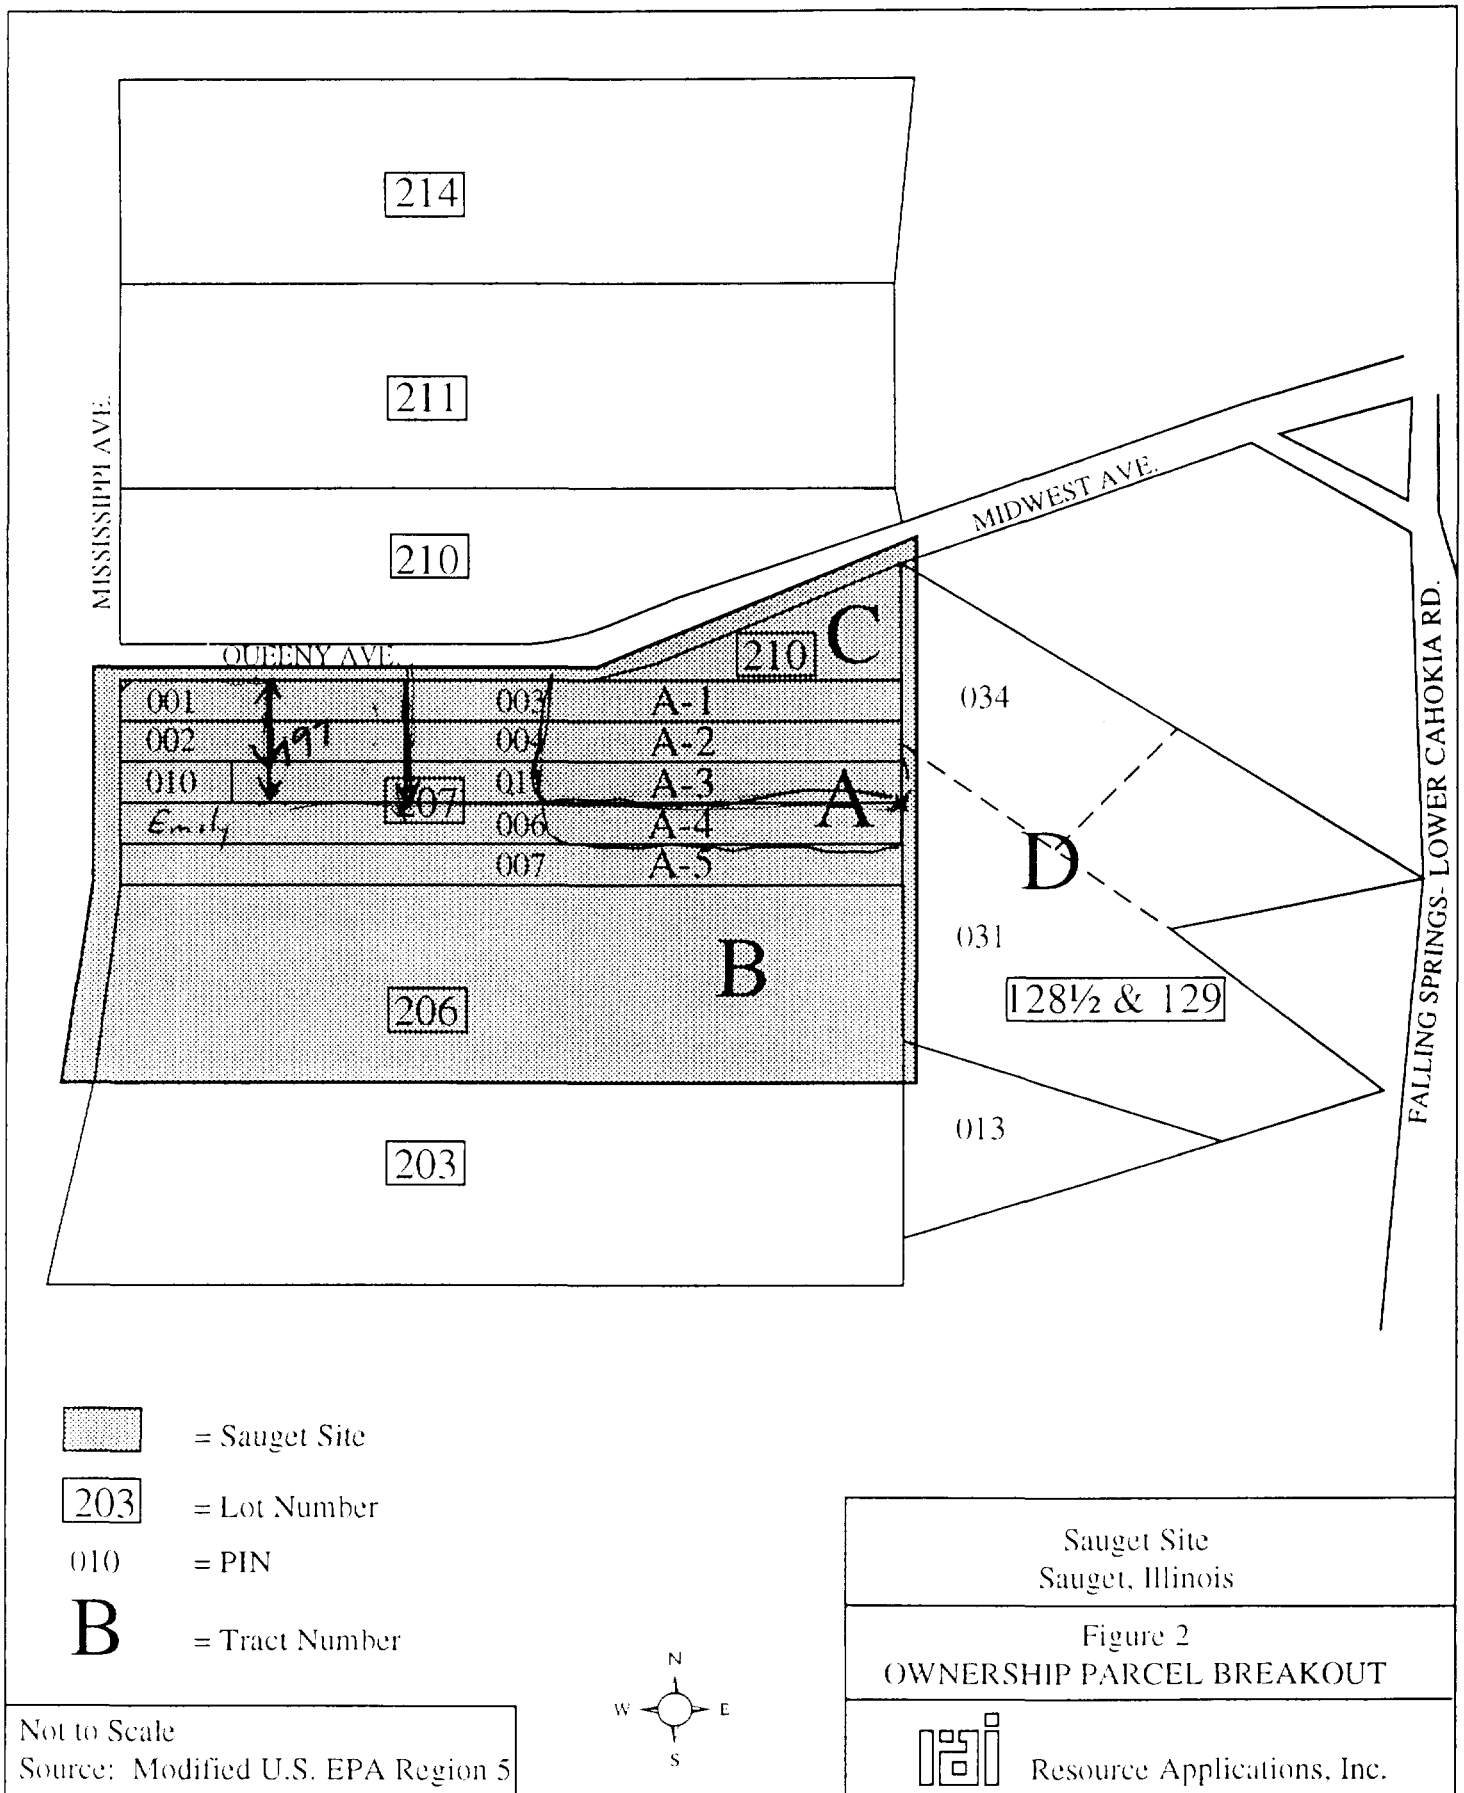 214
211
MISSISSIPPI AVE.
MIDWEST AVE.
210
QUEENY AVE.
210
C
001 003 A-1
002 004 A-2
197
010 207 A-3
A
Emily 006 A-4
007 A-5
034
D
FALLING SPRINGS- LOWER CAHOKIA RD.
B
031
206
128½ & 129
013
203
= Sauget Site
203 = Lot Number
010 = PIN
B = Tract Number
N
W E
S
Sauget Site
Sauget, Illinois
Figure 2
OWNERSHIP PARCEL BREAKOUT
rai Resource Applications, Inc.
Not to Scale
Source: Modified U.S. EPA Region 5